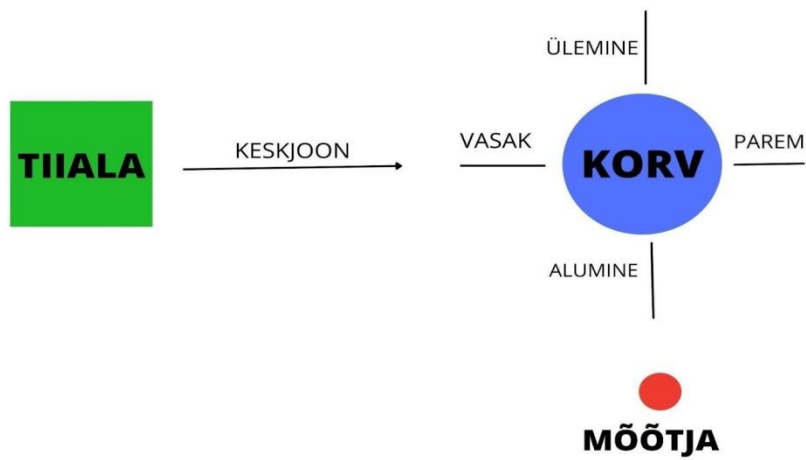 ÜLEMINE
TIIALA
KESKJOON
VASAK
KORV
PAREM
ALUMINE
MÕÕTJA